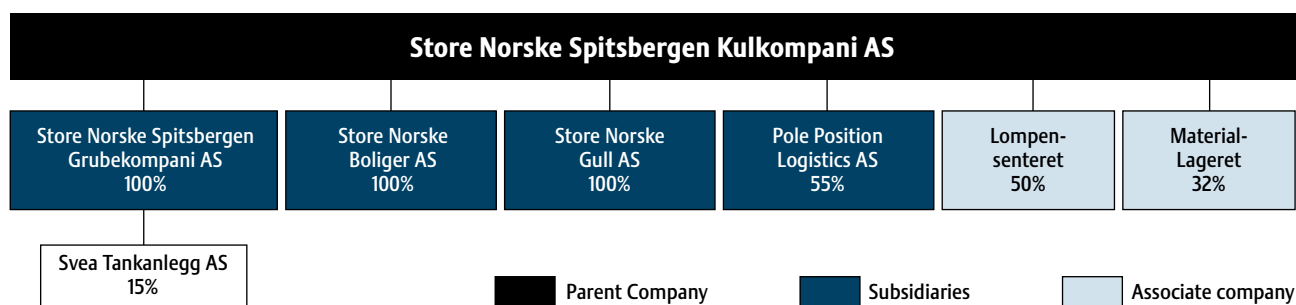 Store Norske Spitsbergen Kulkompani AS
Store Norske Spitsbergen
Grubekompani AS
100%
Store Norske
Boliger AS
100%
Store Norske
Gull AS
100%
Pole Position
Logistics AS
55%
Lompen-
senteret
50%
Material-
Lageret
32%
Svea Tankanlegg AS
15%
Parent Company
Subsidiaries
Associate company